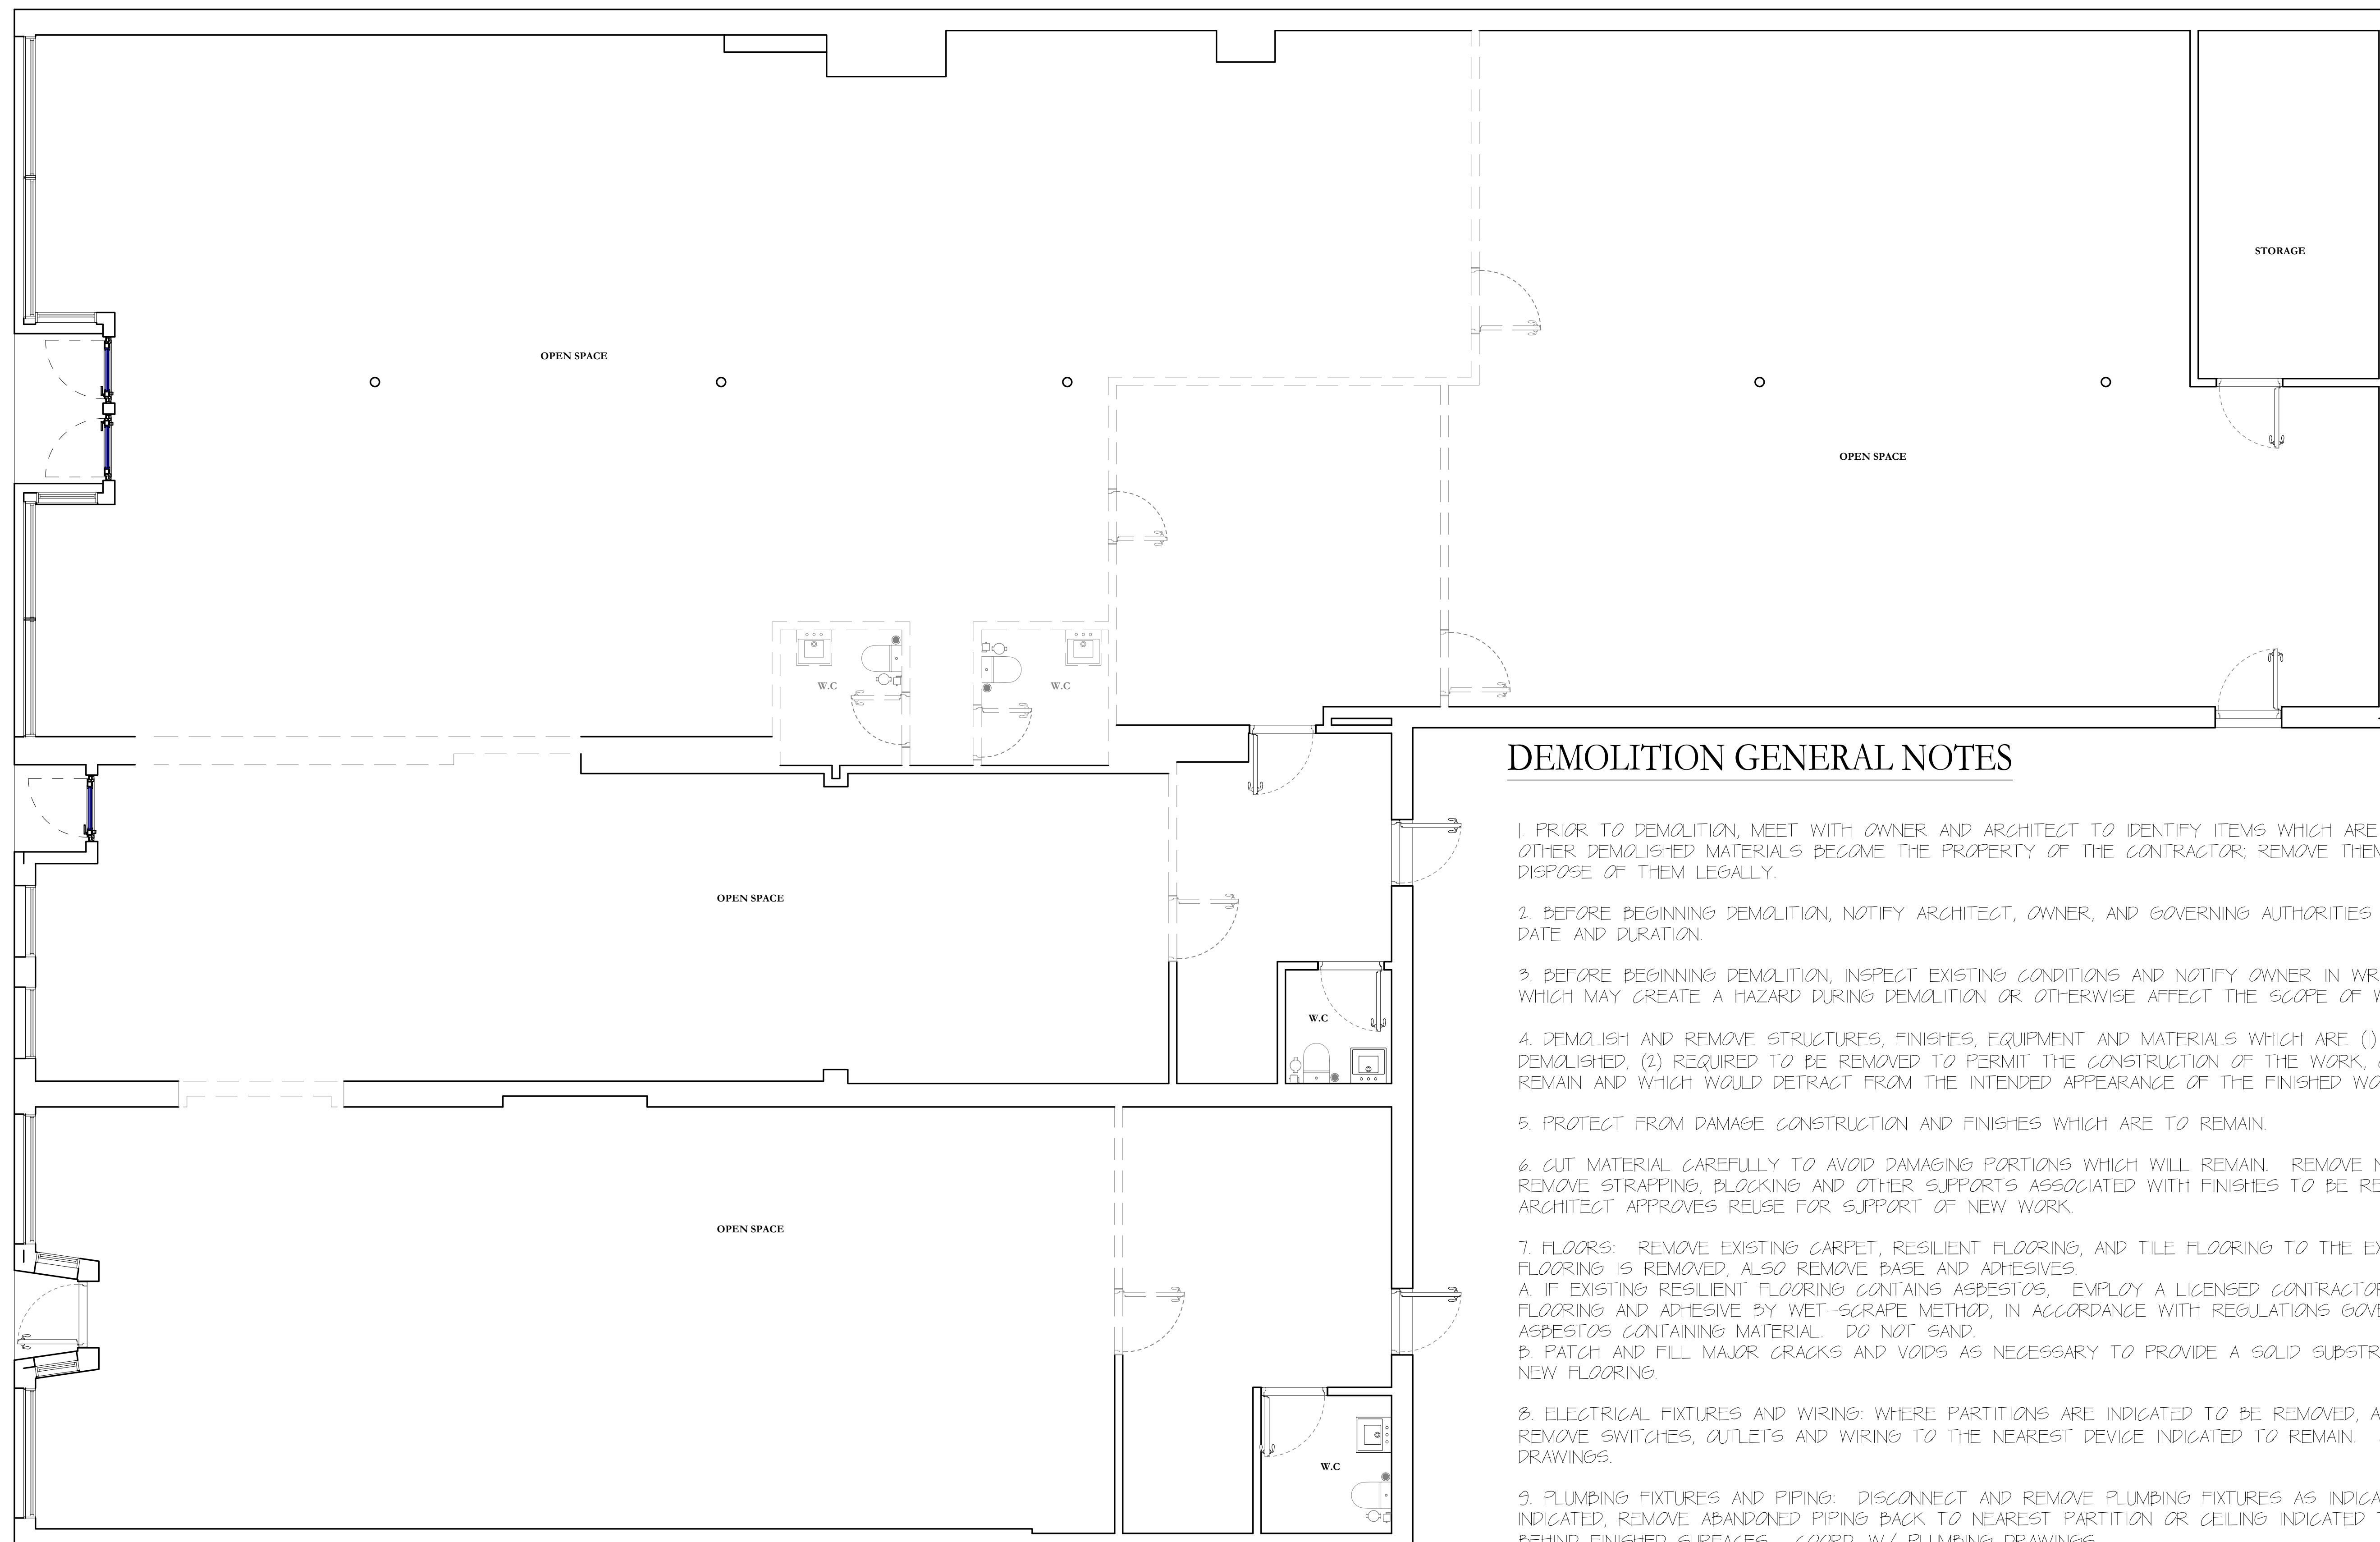 STORAGE
OPEN SPACE
OPEN SPACE
W.C
W.C
DEMOLITION GENERAL NOTES
1. PRIOR TO DEMOLITION, MEET WITH OWNER AND ARCHITECT TO IDENTIFY ITEMS WHICH ARE
OTHER DEMOLISHED MATERIALS BECOME THE PROPERTY OF THE CONTRACTOR; REMOVE THEM
DISPOSE OF THEM LEGALLY.
2. BEFORE BEGINNING DEMOLITION, NOTIFY ARCHITECT, OWNER, AND GOVERNING AUTHORITIES
DATE AND DURATION.
3. BEFORE BEGINNING DEMOLITION, INSPECT EXISTING CONDITIONS AND NOTIFY OWNER IN WR
WHICH MAY CREATE A HAZARD DURING DEMOLITION OR OTHERWISE AFFECT THE SCOPE OF W
4. DEMOLISH AND REMOVE STRUCTURES, FINISHES, EQUIPMENT AND MATERIALS WHICH ARE (1)
DEMOLISHED, (2) REQUIRED TO BE REMOVED TO PERMIT THE CONSTRUCTION OF THE WORK,
REMAIN AND WHICH WOULD DETRACT FROM THE INTENDED APPEARANCE OF THE FINISHED WO
5. PROTECT FROM DAMAGE CONSTRUCTION AND FINISHES WHICH ARE TO REMAIN.
6. CUT MATERIAL CAREFULLY TO AVOID DAMAGING PORTIONS WHICH WILL REMAIN. REMOVE N
REMOVE STRAPPING, BLOCKING AND OTHER SUPPORTS ASSOCIATED WITH FINISHES TO BE RE
ARCHITECT APPROVES REUSE FOR SUPPORT OF NEW WORK.
7. FLOORS: REMOVE EXISTING CARPET, RESILIENT FLOORING, AND TILE FLOORING TO THE EX
FLOORING IS REMOVED, ALSO REMOVE BASE AND ADHESIVES.
A. IF EXISTING RESILIENT FLOORING CONTAINS ASBESTOS, EMPLOY A LICENSED CONTRACTOR
FLOORING AND ADHESIVE BY WET-SCRAPE METHOD, IN ACCORDANCE WITH REGULATIONS GOVE
ASBESTOS CONTAINING MATERIAL. DO NOT SAND.
B. PATCH AND FILL MAJOR CRACKS AND VOIDS AS NECESSARY TO PROVIDE A SOLID SUBSTR
NEW FLOORING.
8. ELECTRICAL FIXTURES AND WIRING: WHERE PARTITIONS ARE INDICATED TO BE REMOVED, A
REMOVE SWITCHES, OUTLETS AND WIRING TO THE NEAREST DEVICE INDICATED TO REMAIN.
DRAWINGS.
9. PLUMBING FIXTURES AND PIPING: DISCONNECT AND REMOVE PLUMBING FIXTURES AS INDICA
INDICATED, REMOVE ABANDONED PIPING BACK TO NEAREST PARTITION OR CEILING INDICATED T
BEHIND FINISHED SURFACES. COORD. W/ PLUMBING DRAWINGS.
OPEN SPACE
W.C
OPEN SPACE
W.C